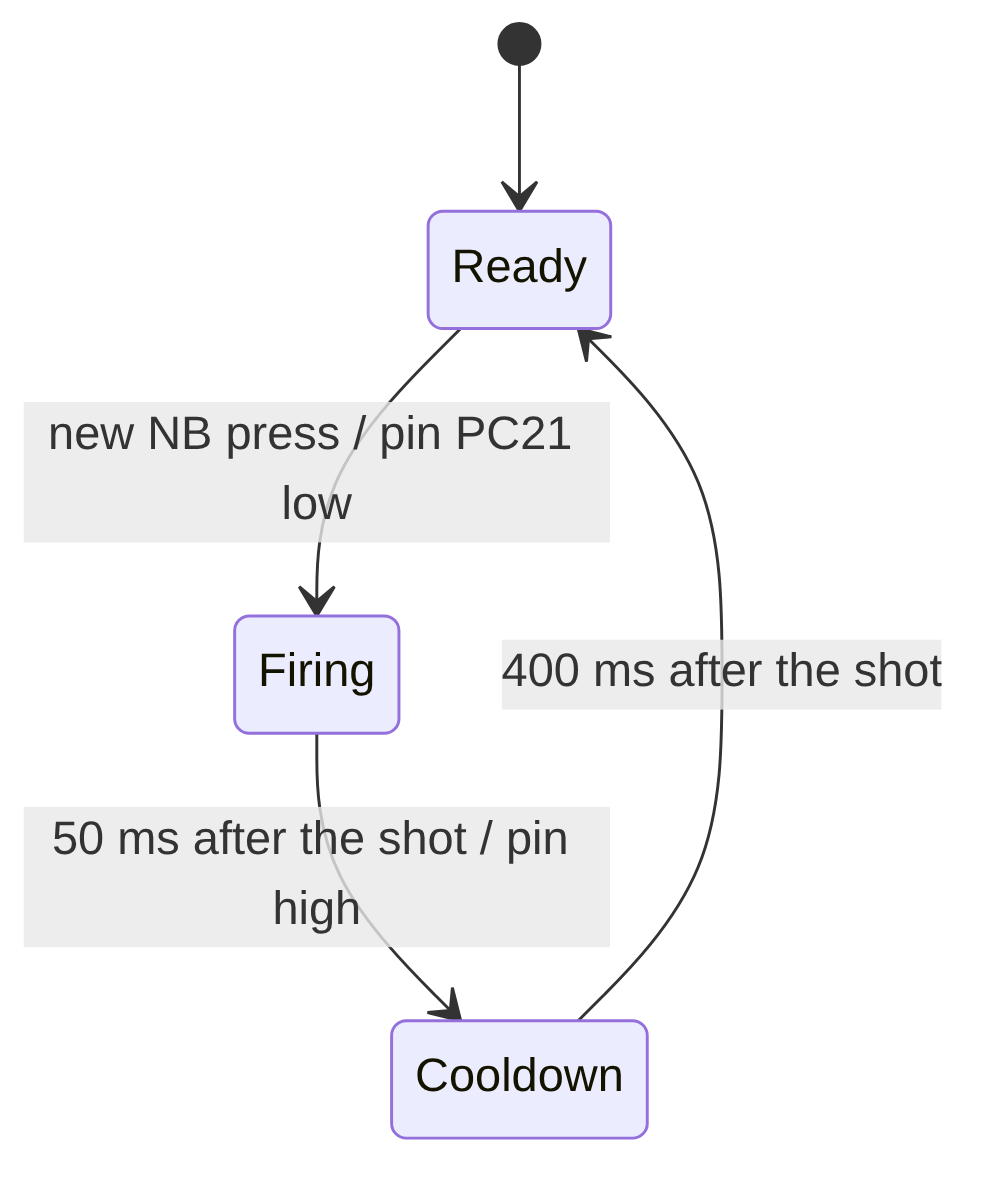 Ready
new NB press / pin PC21
low
Firing
400 ms after the shot
50 ms after the shot / pin
high
Cooldown